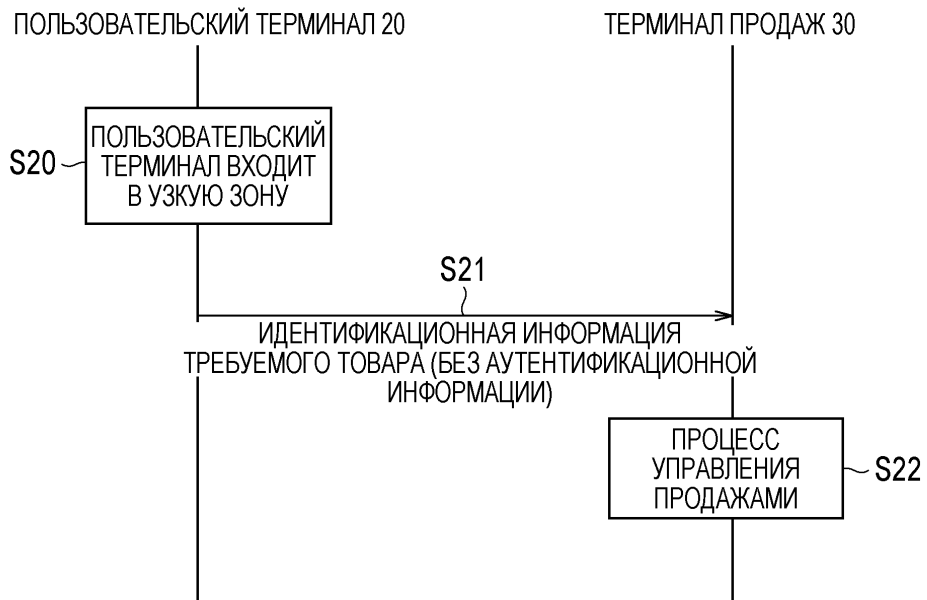 ПОЛЬЗОВАТЕЛЬСКИЙ ТЕРМИНАЛ 20
ТЕРМИНАЛ ПРОДАЖ 30
S20
ПОЛЬЗОВАТЕЛЬСКИЙ
ТЕРМИНАЛ ВХОДИТ
В УЗКУЮ ЗОНУ
S21
ИДЕНТИФИКАЦИОННАЯ ИНФОРМАЦИЯ
ТРЕБУЕМОГО ТОВАРА (БЕЗ АУТЕНТИФИКАЦИОННОЙ
ИНФОРМАЦИИ)
ПРОЦЕСС
УПРАВЛЕНИЯ
ПРОДАЖАМИ
S22